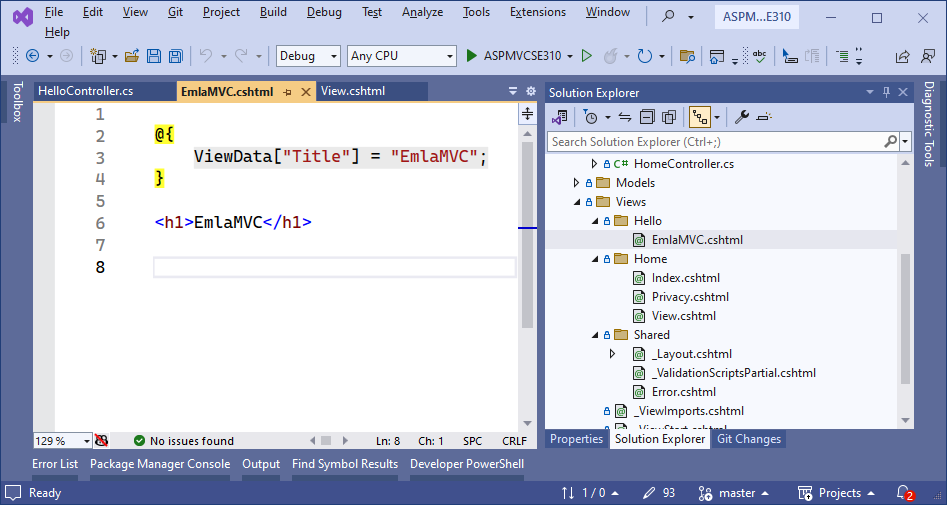 File Edit View Git Project Build Debug Test Analyze Tools Extensions Window ASPM...E310
Help
Debug Any CPU ASPMVCSE310
Toolbox
HelloController.cs EmlaMVC.cshtml View.cshtml
1
2 @{
3 ViewData["Title"] = "EmlaMVC";
4 }
5
6 <h1>EmlaMVC</h1>
7
8
129 % No issues found Ln: 8 Ch: 1 SPC CRLF
Solution Explorer
Search Solution Explorer (Ctrl+;)
C# HomeController.cs
Models
Views
Hello
EmlaMVC.cshtml
Home
Index.cshtml
Privacy.cshtml
View.cshtml
Shared
_Layout.cshtml
_ValidationScriptsPartial.cshtml
Error.cshtml
_ViewImports.cshtml
_ViewStart.cshtml
Properties Solution Explorer Git Changes
Diagnostic Tools
Error List Package Manager Console Output Find Symbol Results Developer PowerShell
Ready 1 / 0 93 master Projects 2